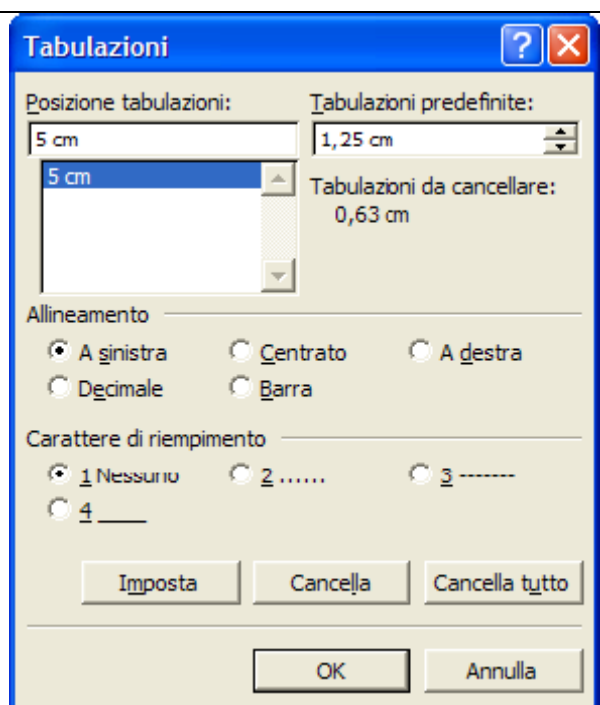 Tabulazioni
Posizione tabulazioni: Tabulazioni predefinite:
5 cm 1,25 cm
5 cm Tabulazioni da cancellare:
0,63 cm
Allineamento
A sinistra Centrato A destra
Decimale Barra
Carattere di riempimento
1 Nessuno 2 ...... 3 -------
4 ____
Imposta Cancella Cancella tutto
OK Annulla